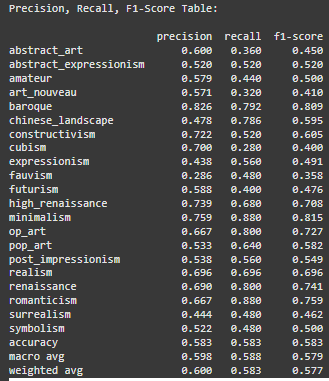 Precision, Recall, F1-Score Table:
precision recall f1-score
abstract_art 0.600 0.360 0.450
abstract_expressionism 0.520 0.520 0.520
amateur 0.579 0.440 0.500
art_nouveau 0.571 0.320 0.410
baroque 0.826 0.792 0.809
chinese_landscape 0.478 0.786 0.595
constructivism 0.722 0.520 0.605
cubism 0.700 0.280 0.400
expressionism 0.438 0.560 0.491
fauvism 0.286 0.480 0.358
futurism 0.588 0.400 0.476
high_renaissance 0.739 0.680 0.708
minimalism 0.759 0.880 0.815
op_art 0.667 0.800 0.727
pop_art 0.533 0.640 0.582
post_impressionism 0.538 0.560 0.549
realism 0.696 0.696 0.696
renaissance 0.690 0.800 0.741
romanticism 0.667 0.880 0.759
surrealism 0.444 0.480 0.462
symbolism 0.522 0.480 0.500
accuracy 0.583 0.583 0.583
macro avg 0.598 0.588 0.579
weighted avg 0.600 0.583 0.577